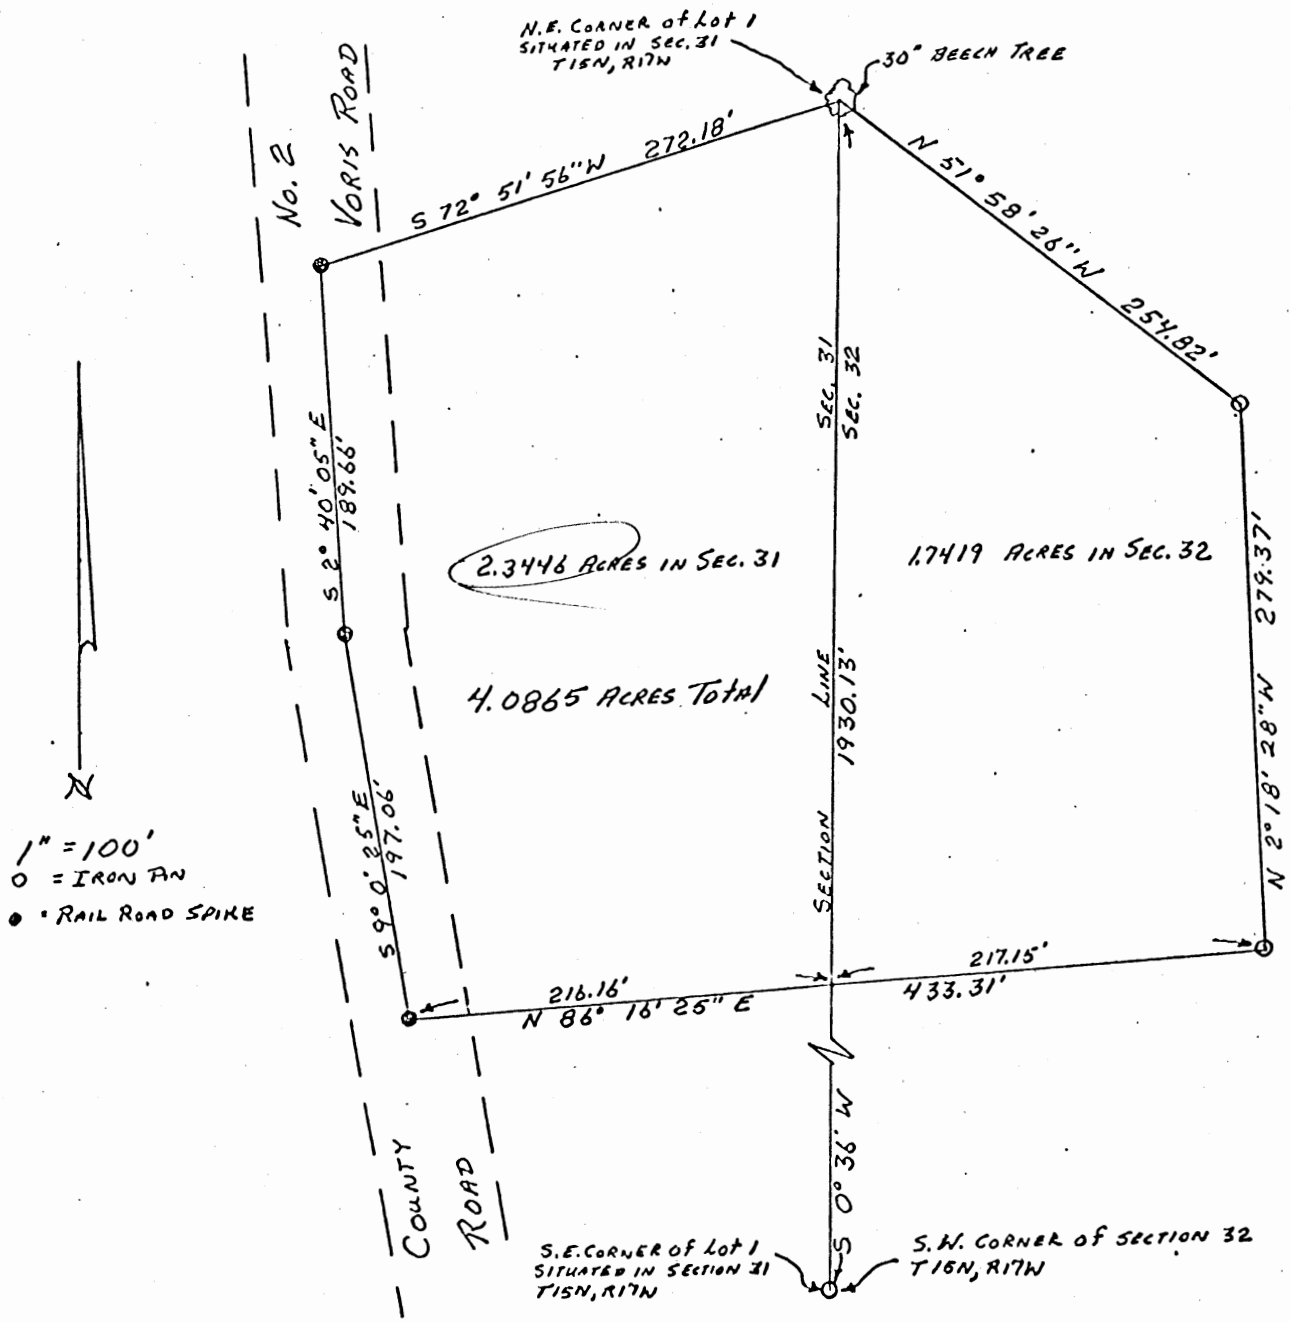 N.E. CORNER of Lot 1
SITUATED IN SEC. 31
T15N, R17W
30" BEECH TREE
No. 2
VORIS ROAD
S 72° 51' 56" W 272.18'
N 51° 58' 26" W 254.82'
SEC. 31
SEC. 32
S 2° 40' 05" E
189.66'
2.3446 ACRES IN SEC. 31
1.7419 ACRES IN SEC. 32
N 2° 18' 28" W 279.37'
4.0865 ACRES TOTAL
SECTION LINE
1930.13'
S 9° 0' 25" E
197.06'
N
1" = 100'
O = IRON PIN
● = RAIL ROAD SPIKE
216.16'
N 86° 16' 25" E
217.15'
433.31'
S 0° 36' W
COUNTY
ROAD
S.E. CORNER of Lot 1
SITUATED IN SECTION 31
T15N, R17W
S.W. CORNER of SECTION 32
T15N, R17W